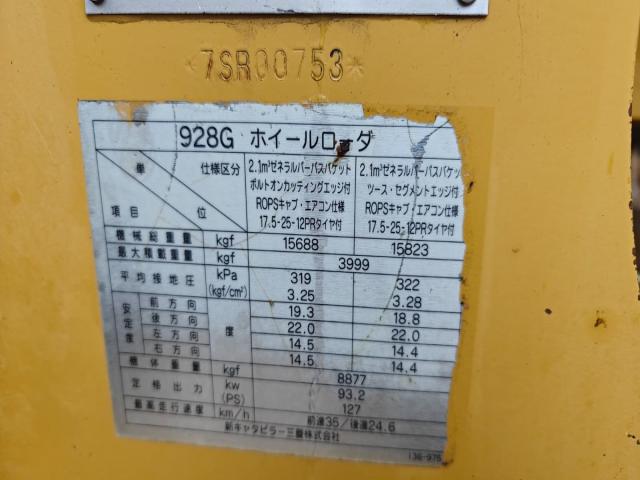 *7SR00753*
928G ホイールローダ
単 仕様区分 2.1m³ゼネラルパーパスバケット 2.1m³ゼネラルパーパスバケット
ボルトオンカッティングエッジ付 ツース・セグメントエッジ付
ROPSキャブ・エアコン仕様 ROPSキャブ・エアコン仕様
項目 位 17.5-25-12PRタイヤ付 17.5-25-12PRタイヤ付
機械総重量 kgf 15688 15823
最大積載重量 kgf 3999
平均接地圧 kPa 319 322
(kgf/cm²) 3.25 3.28
安定度 前方向 度 19.3 18.8
後方向 22.0 22.0
左方向 14.5 14.4
右方向 14.5 14.4
機体重量 kgf 8877
定格出力 kw 93.2
(PS) 127
最高走行速度 km/h 前進35/後進24.6
新キャタピラー三菱株式会社